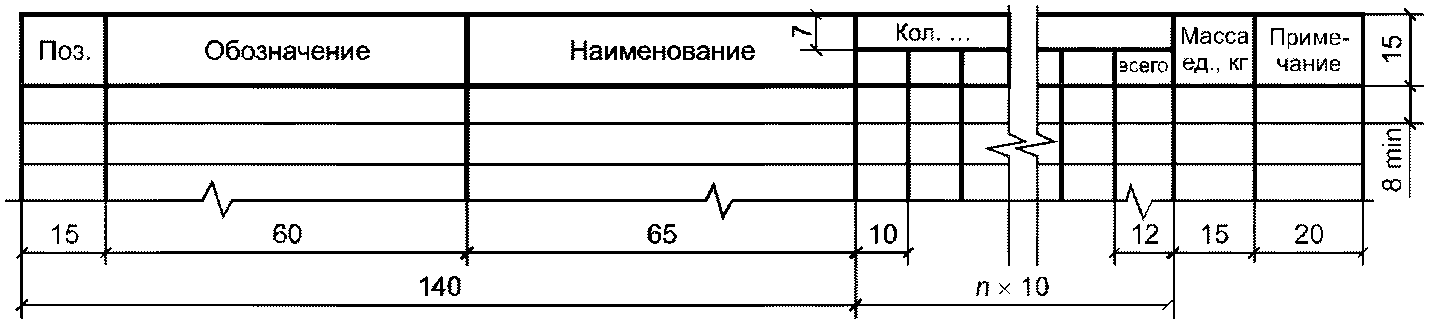 Поз.
Обозначение
Наименование
7
Кол. ...
всего
Масса
ед., кг
Приме-
чание
15
8 min
15
60
65
10
12
15
20
140
n × 10